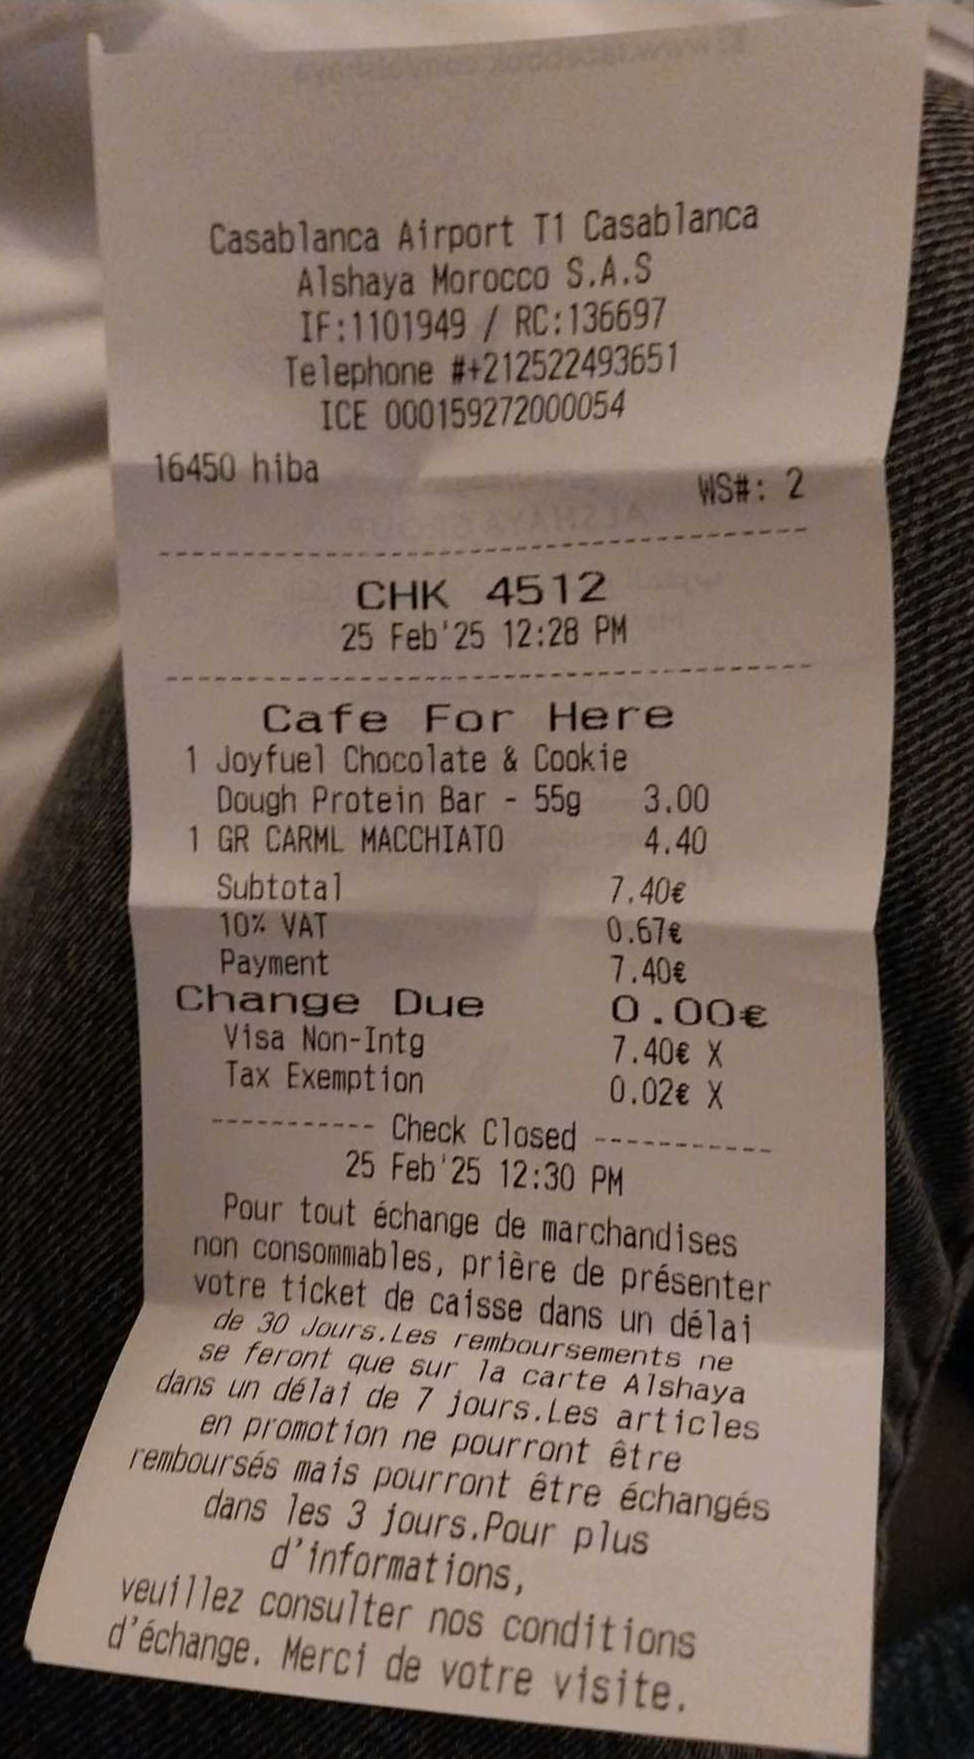 Casablanca Airport T1 Casablanca
Alshaya Morocco S.A.S
IF:1101949 / RC:136697
Telephone #+212522493651
ICE 000159272000054
16450 hiba WS#: 2
CHK 4512
25 Feb'25 12:28 PM
Cafe For Here
1 Joyfuel Chocolate & Cookie
Dough Protein Bar - 55g 3.00
1 GR CARML MACCHIATO 4.40
Subtotal 7.40€
10% VAT 0.67€
Payment 7.40€
Change Due 0.00€
Visa Non-Intg 7.40€ X
Tax Exemption 0.02€ X
----------- Check Closed -----------
25 Feb'25 12:30 PM
Pour tout échange de marchandises
non consommables, prière de présenter
votre ticket de caisse dans un délai
de 30 Jours.Les remboursements ne
se feront que sur la carte Alshaya
dans un délai de 7 jours.Les articles
en promotion ne pourront être
remboursés mais pourront être échangés
dans les 3 jours.Pour plus
d'informations,
veuillez consulter nos conditions
d'échange. Merci de votre visite.